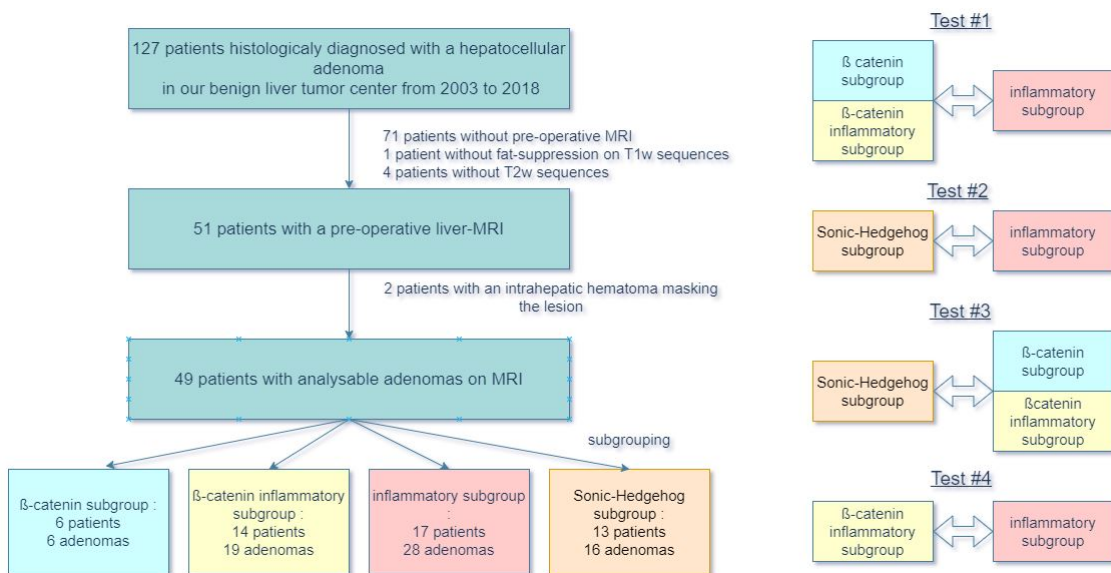 127 patients histologicaly diagnosed with a hepatocellular
adenoma
in our benign liver tumor center from 2003 to 2018
71 patients without pre-operative MRI
1 patient without fat-suppression on T1w sequences
4 patients without T2w sequences
51 patients with a pre-operative liver-MRI
2 patients with an intrahepatic hematoma masking
the lesion
49 patients with analysable adenomas on MRI
subgrouping
ß-catenin subgroup :
6 patients
6 adenomas
ß-catenin inflammatory
subgroup :
14 patients
19 adenomas
inflammatory subgroup
:
17 patients
28 adenomas
Sonic-Hedgehog
subgroup :
13 patients
16 adenomas
Test #1
ß catenin
subgroup
ß-catenin
inflammatory
subgroup
inflammatory
subgroup
Test #2
Sonic-Hedgehog
subgroup
inflammatory
subgroup
Test #3
Sonic-Hedgehog
subgroup
ß-catenin
subgroup
ßcatenin
inflammatory
subgroup
Test #4
ß-catenin
inflammatory
subgroup
inflammatory
subgroup